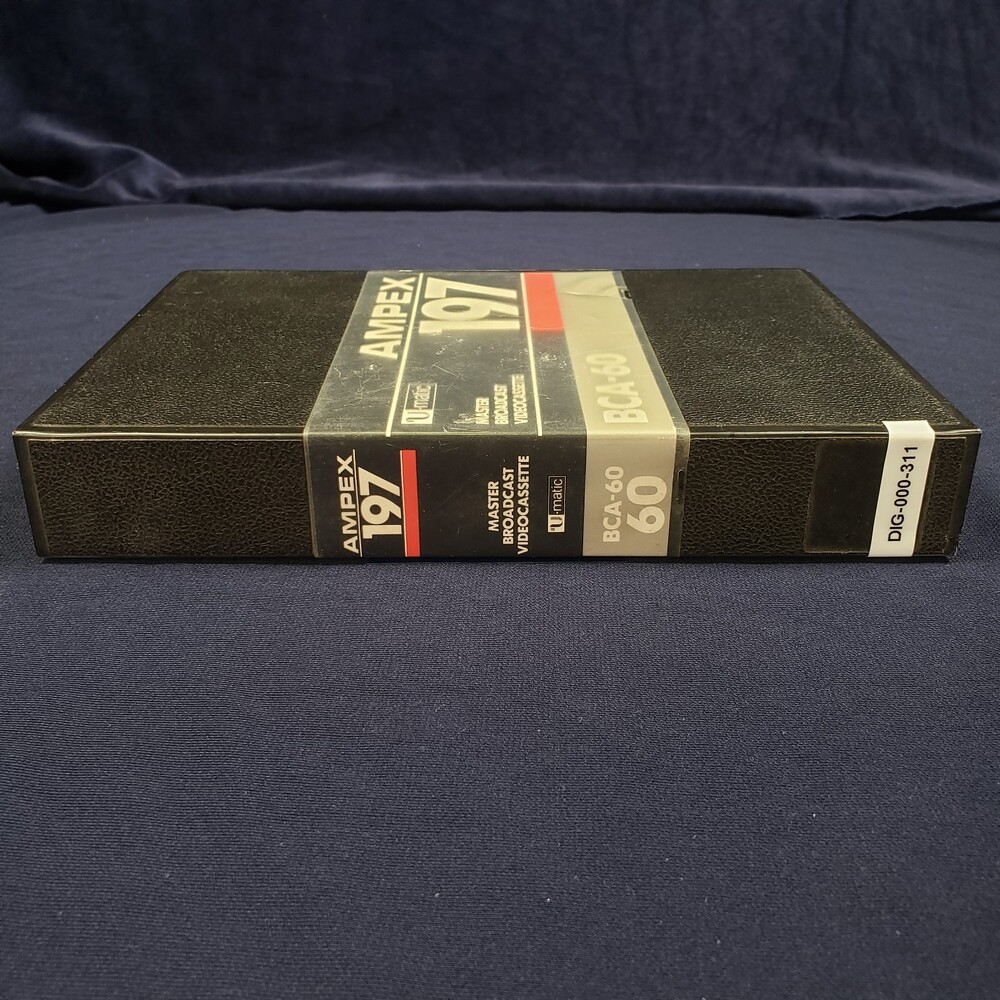 AMPEX
197
U-matic
MASTER
BROADCAST
VIDEOCASSETTE
BCA-60
AMPEX
197
MASTER
BROADCAST
VIDEOCASSETTE
U-matic
BCA-60
60
DIG-000-311